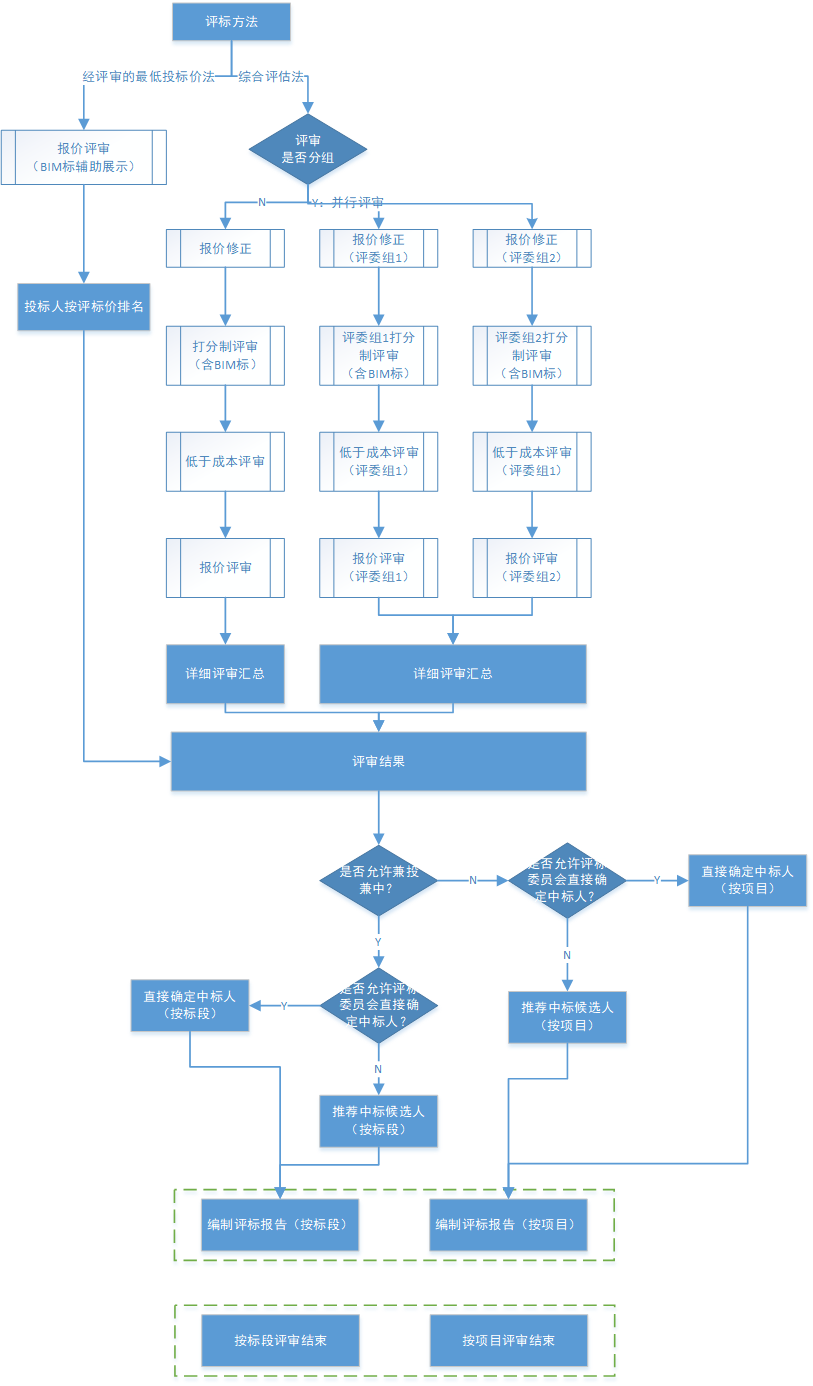 评标方法
经评审的最低投标价法
综合评估法
评审
是否分组
报价评审
（BIM标辅助展示）
N
Y：并行评审
报价修正
报价修正
（评委组1）
报价修正
（评委组2）
投标人按评标价排名
打分制评审
（含BIM标）
评委组1打分
制评审
（含BIM标）
评委组2打分
制评审
（含BIM标）
低于成本评审
低于成本评审
（评委组1）
低于成本评审
（评委组1）
报价评审
报价评审
（评委组1）
报价评审
（评委组2）
详细评审汇总
详细评审汇总
评审结果
是否允许兼投
兼中？
N
是否允许评标
委员会直接确
定中标人？
Y
直接确定中标人
（按项目）
Y
N
是否允许评标
委员会直接确
定中标人？
Y
直接确定中标人
（按标段）
推荐中标候选人
（按项目）
N
推荐中标候选人
（按标段）
编制评标报告（按标段）
编制评标报告（按项目）
按标段评审结束
按项目评审结束